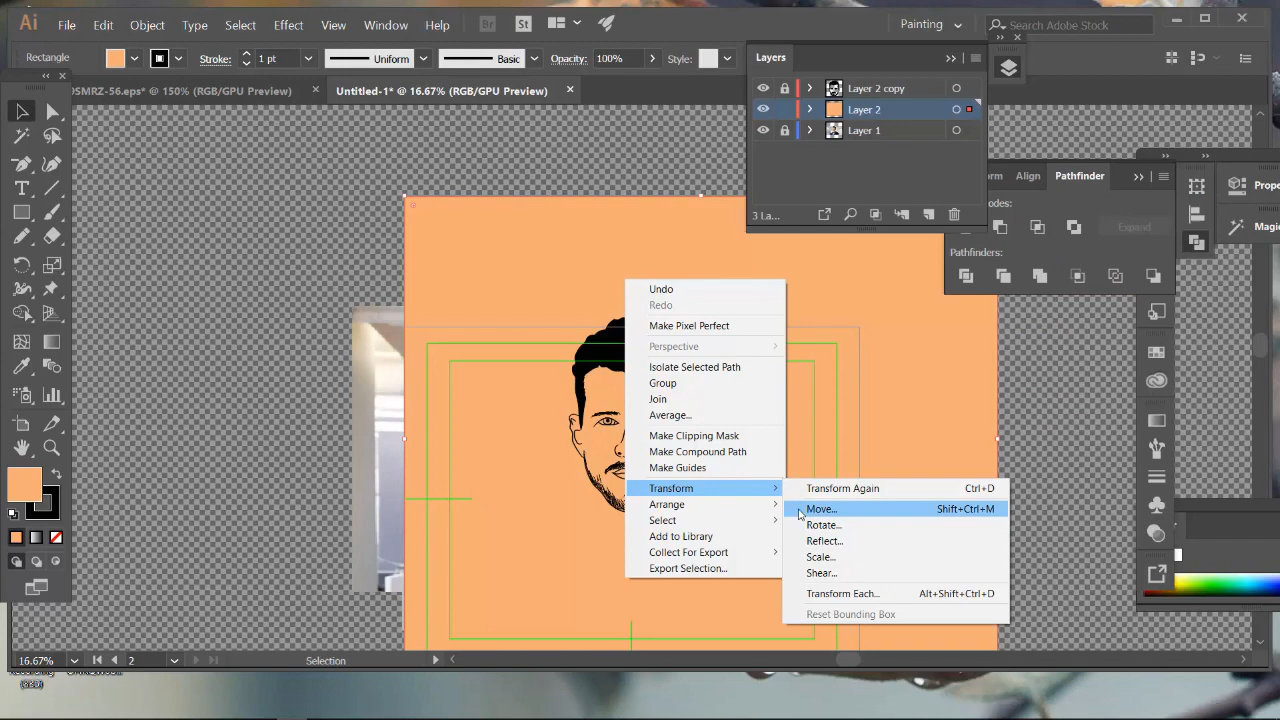 Ai File Edit Object Type Select Effect View Window Help Br St Painting Search Adobe Stock
Rectangle Stroke: 1 pt Uniform Basic Opacity: 100% Style:
OSMRZ-56.eps* @ 150% (RGB/GPU Preview) × Untitled-1* @ 16.67% (RGB/GPU Preview) ×
Layers
Layer 2 copy
Layer 2
Layer 1
3 La...
orm Align Pathfinder
odes:
Expand
Pathfinders:
Prope
Magic
Undo
Redo
Make Pixel Perfect
Perspective
Isolate Selected Path
Group
Join
Average...
Make Clipping Mask
Make Compound Path
Make Guides
Transform
Arrange
Select
Add to Library
Collect For Export
Export Selection...
Transform Again Ctrl+D
Move... Shift+Ctrl+M
Rotate...
Reflect...
Scale...
Shear...
Transform Each... Alt+Shift+Ctrl+D
Reset Bounding Box
16.67% 2 Selection